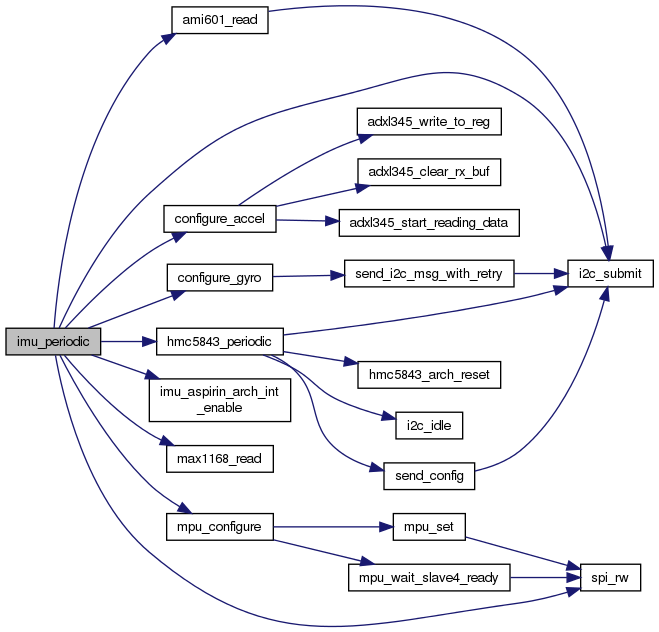 ami601_read
adxl345_write_to_reg
adxl345_clear_rx_buf
configure_accel
adxl345_start_reading_data
configure_gyro
send_i2c_msg_with_retry
i2c_submit
imu_periodic
hmc5843_periodic
hmc5843_arch_reset
imu_aspirin_arch_int
_enable
i2c_idle
max1168_read
send_config
mpu_configure
mpu_set
mpu_wait_slave4_ready
spi_rw